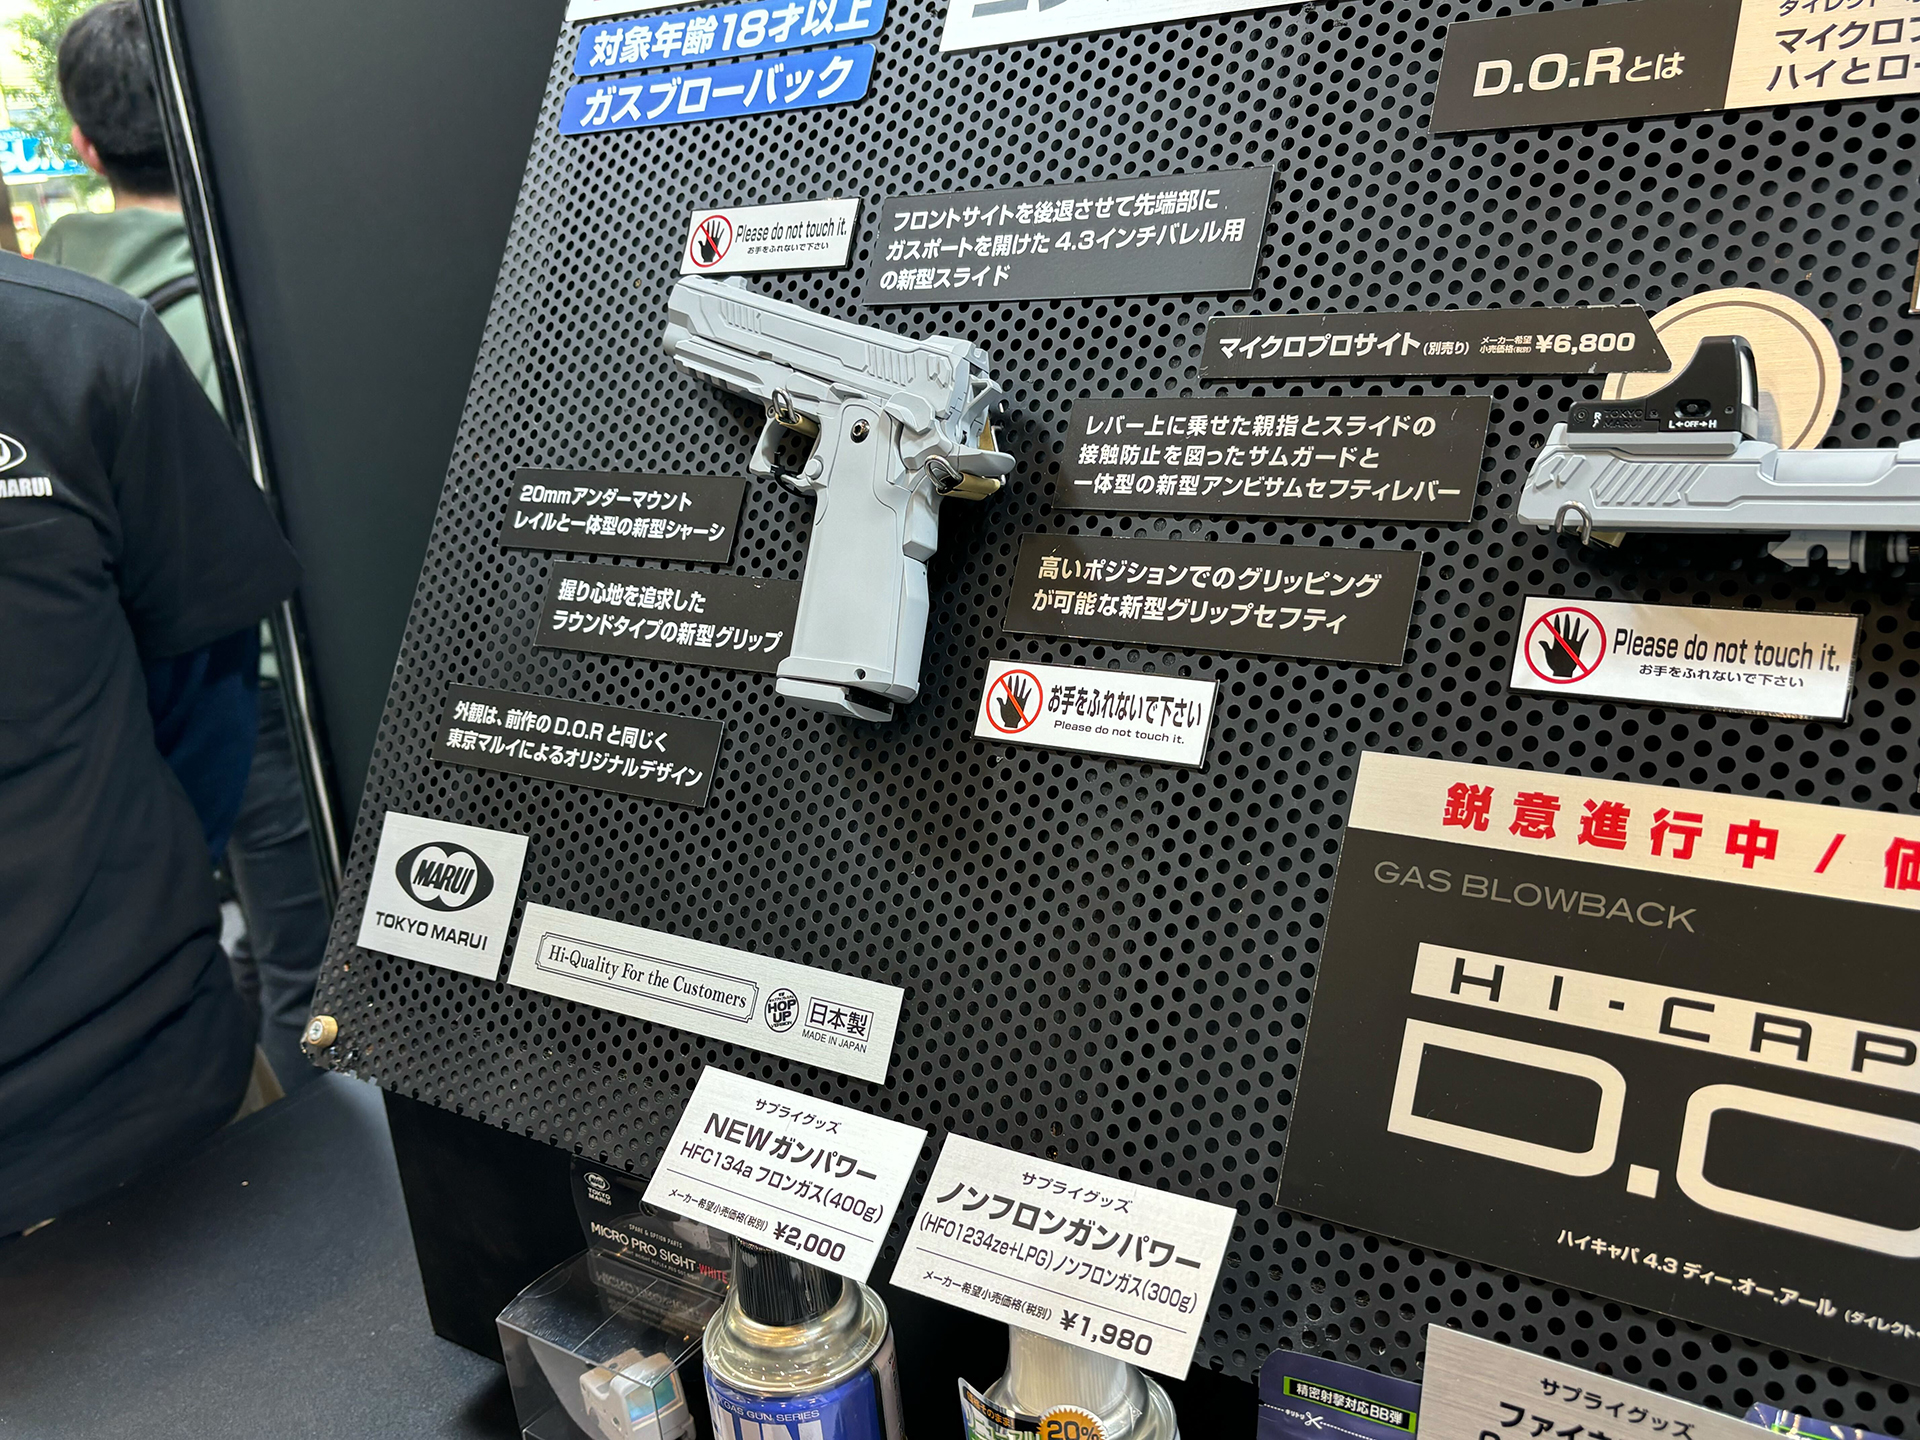 対象年齢18才以上
ガスブローバック
D.O.Rとは
マイクロ
ハイとロー
Please do not touch it.
お手をふれないで下さい
フロントサイトを後退させて先端部に
ガスポートを開けた 4.3インチバレル用
の新型スライド
マイクロプロサイト(別売り) メーカー希望小売価格(税別) ¥6,800
TOKYO MARUI
L←OFF→H
レバー上に乗せた親指とスライドの
接触防止を図ったサムガードと
一体型の新型アンビサムセフティレバー
MARUI
20mmアンダーマウント
レイルと一体型の新型シャーシ
高いポジションでのグリッピング
が可能な新型グリップセフティ
握り心地を追求した
ラウンドタイプの新型グリップ
Please do not touch it.
お手をふれないで下さい
お手をふれないで下さい
Please do not touch it.
外観は、前作の D.O.R と同じく
東京マルイによるオリジナルデザイン
鋭意進行中 / 価
GAS BLOWBACK
HI-CAP
D.O
ハイキャパ 4.3 ディー.オー.アール (ダイレクト
MARUI
TOKYO MARUI
Hi-Quality For the Customers
HOP UP
日本製
MADE IN JAPAN
サプライグッズ
NEWガンパワー
HFC134a フロンガス(400g)
メーカー希望小売価格(税別) ¥2,000
サプライグッズ
ノンフロンガンパワー
(HFO1234ze+LPG) ノンフロンガス(300g)
メーカー希望小売価格(税別) ¥1,980
TOKYO MARUI
SPARE & OPTION PARTS
MICRO PRO SIGHT WHITE
GAS GUN SERIES
20%
精密射撃対応BB弾
サプライグッズ